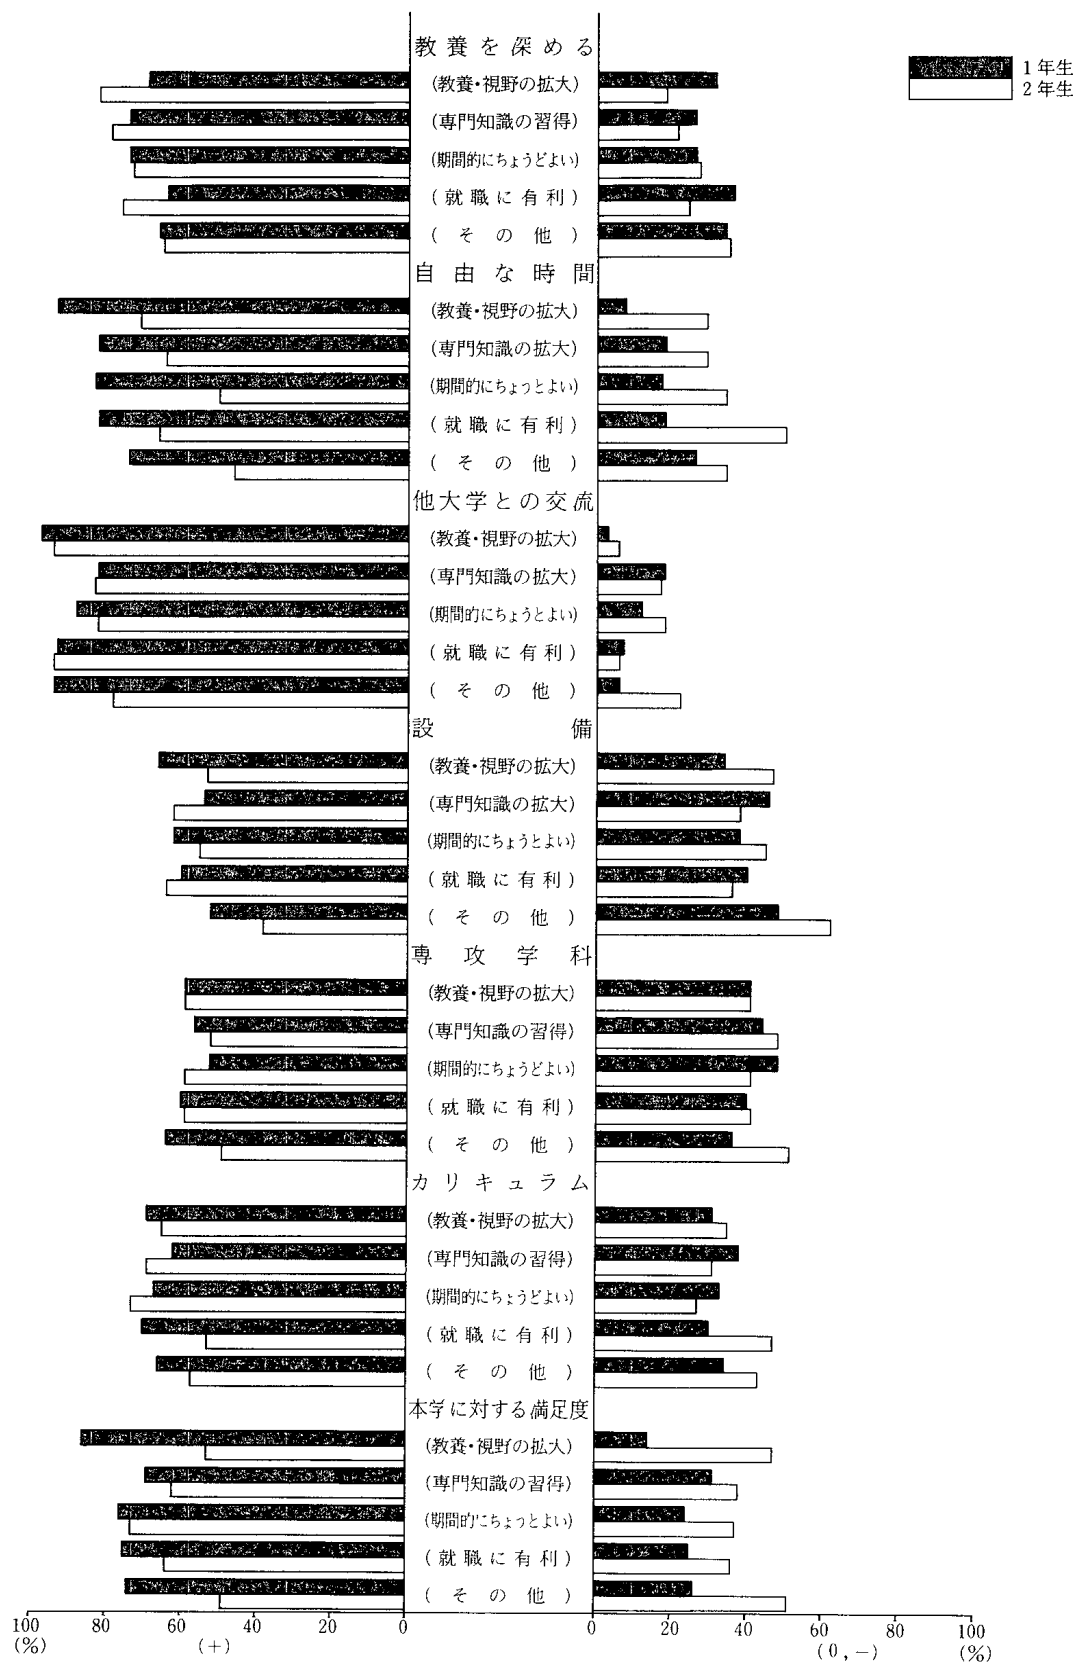 1年生
2年生
教養を深める
(教養・視野の拡大)
(専門知識の習得)
(期間的にちょうどよい)
(就職に有利)
(その他)
自由な時間
(教養・視野の拡大)
(専門知識の拡大)
(期間的にちょうとよい)
(就職に有利)
(その他)
他大学との交流
(教養・視野の拡大)
(専門知識の拡大)
(期間的にちょうとよい)
(就職に有利)
(その他)
設備
(教養・視野の拡大)
(専門知識の拡大)
(期間的にちょうとよい)
(就職に有利)
(その他)
専攻学科
(教養・視野の拡大)
(専門知識の習得)
(期間的にちょうどよい)
(就職に有利)
(その他)
カリキュラム
(教養・視野の拡大)
(専門知識の習得)
(期間的にちょうどよい)
(就職に有利)
(その他)
本学に対する満足度
(教養・視野の拡大)
(専門知識の習得)
(期間的にちょうとよい)
(就職に有利)
(その他)
100 80 60 40 20 0 0 20 40 60 80 100
(%) (+) (0, −) (%)